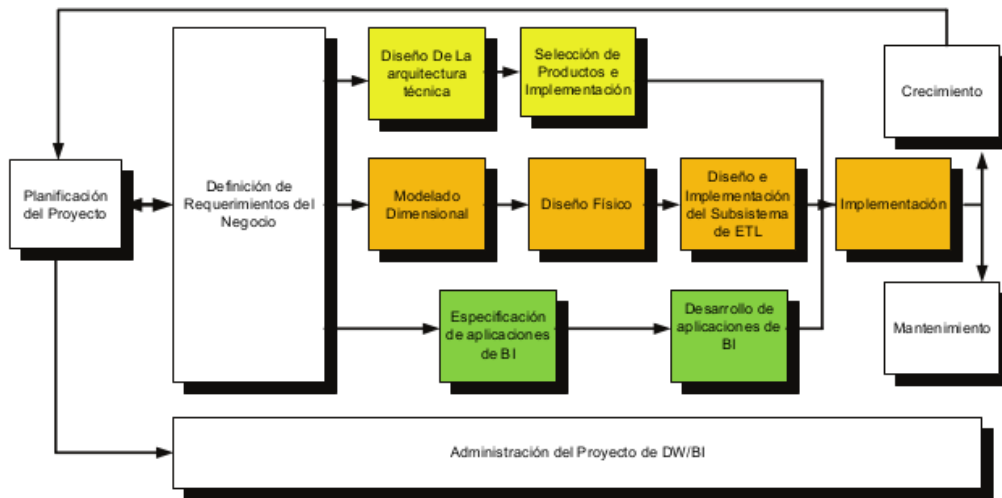 Diseño De La
arquitectura
técnica
Selección de
Productos e
Implementación
Crecimiento
Planificación
del Proyecto
Definición de
Requerimientos del
Negocio
Modelado
Dimensional
Diseño Físico
Diseño e
Implementación
del Subsistema
de ETL
Implementación
Especificación
de aplicaciones
de BI
Desarrollo de
aplicaciones de
BI
Mantenimiento
Administración del Proyecto de DW/BI